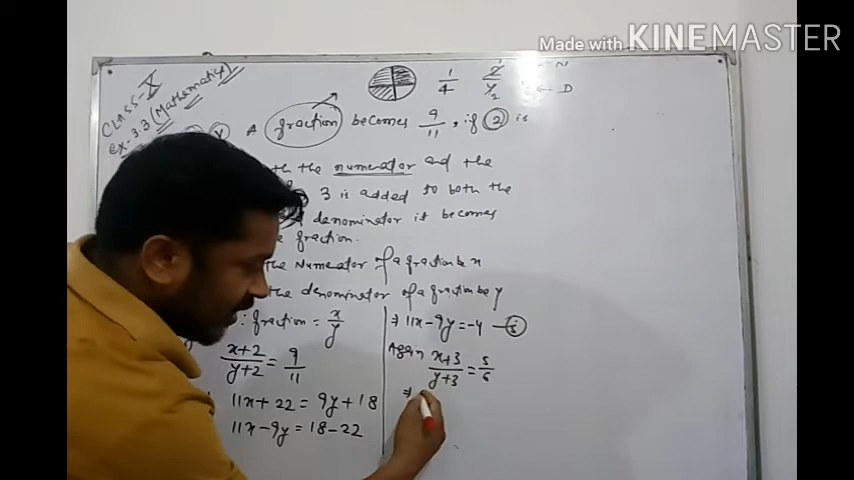 Made with KINEMASTER
CLASS-X
Ex-3.3 (Mathematics)
1/4 2/4 ← D
A fraction becomes 9/11, if 2 is
the numerator and the
3 is added to both the
denominator it becomes
fraction.
the Numerator of a fraction be x
the denominator of a fraction be y
fraction = x/y
(x+2)/(y+2) = 9/11
11x + 22 = 9y + 18
11x - 9y = 18 - 22
⇒ 11x - 9y = -4 - (i)
Again (x+3)/(y+3) = 5/6
⇒